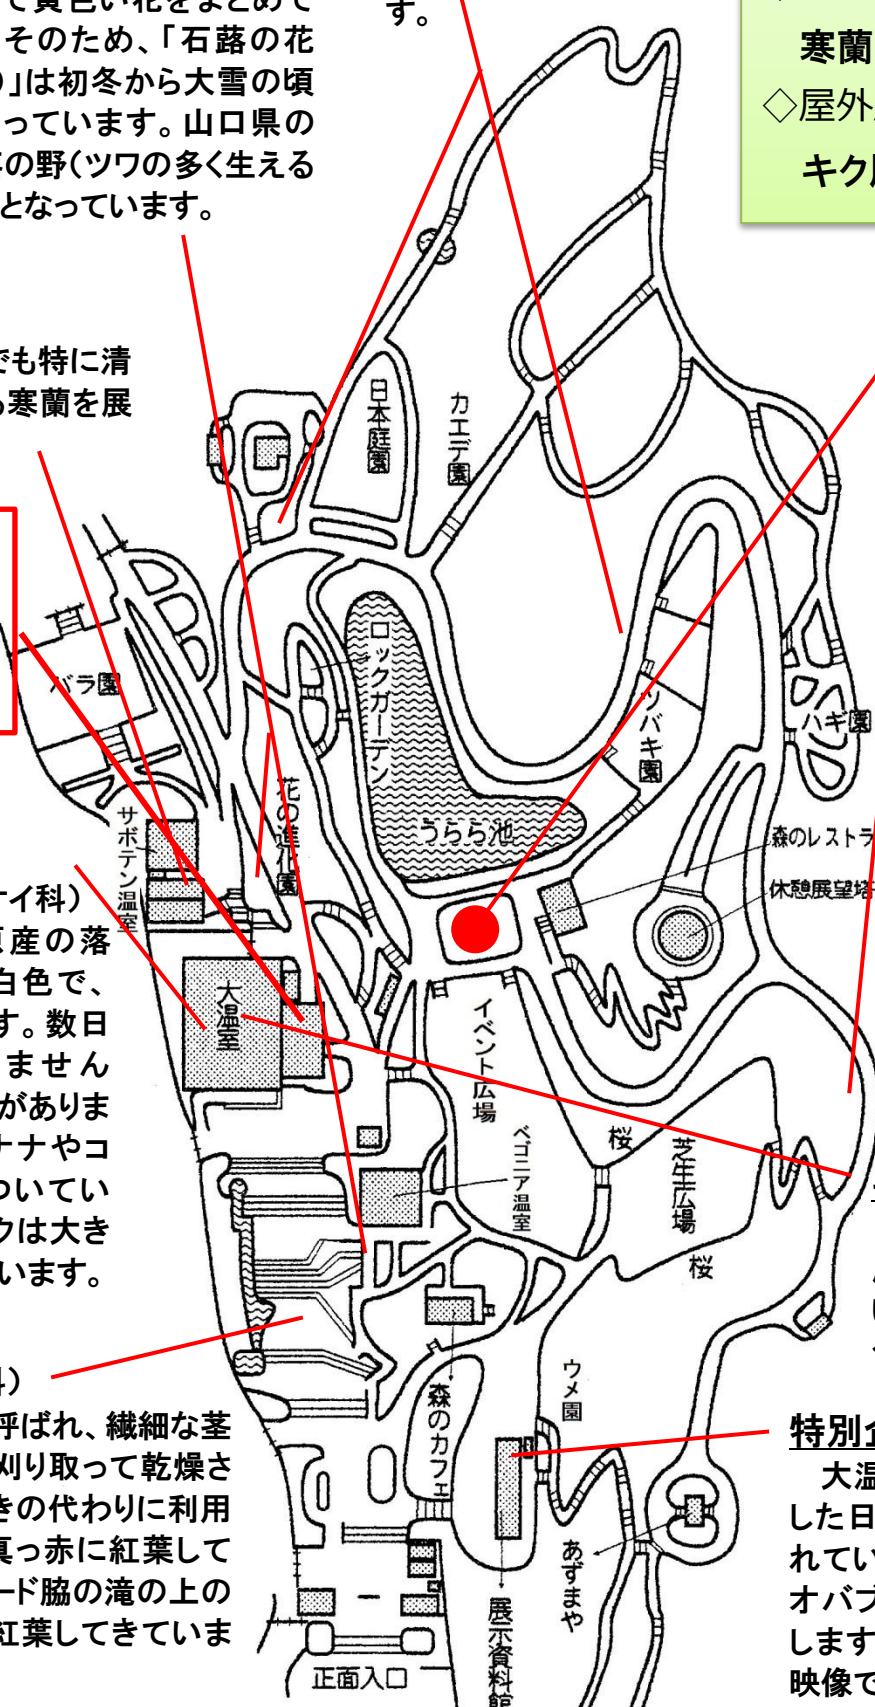 て黄色い花をまとめて
そのため、「石蕗の花
」は初冬から大雪の頃
っています。山口県の
の野(ツワの多く生える
となっています。
す。
寒蘭
◇屋外
キク
でも特に清
る寒蘭を展
日本庭園
カエデ園
バラ園
ロックガーデン
ツバキ園
ハギ園
うらら池
花の進化園
サボテン温室
森のレストラ
休憩展望塔
大温室
イベント広場
ベゴニア温室
桜
芝生広場
桜
イ科)
原産の落
白色で、
す。数日
ません
がありま
ナナやコ
ついてい
クは大き
います。
)
呼ばれ、繊細な茎
刈り取って乾燥さ
きの代わりに利用
真っ赤に紅葉して
ード脇の滝の上の
紅葉してきていま
森のカフェ
ウメ園
あずまや
展示資料館
正面入口
特別
大温
した日
れてい
オバブ
します
映像で